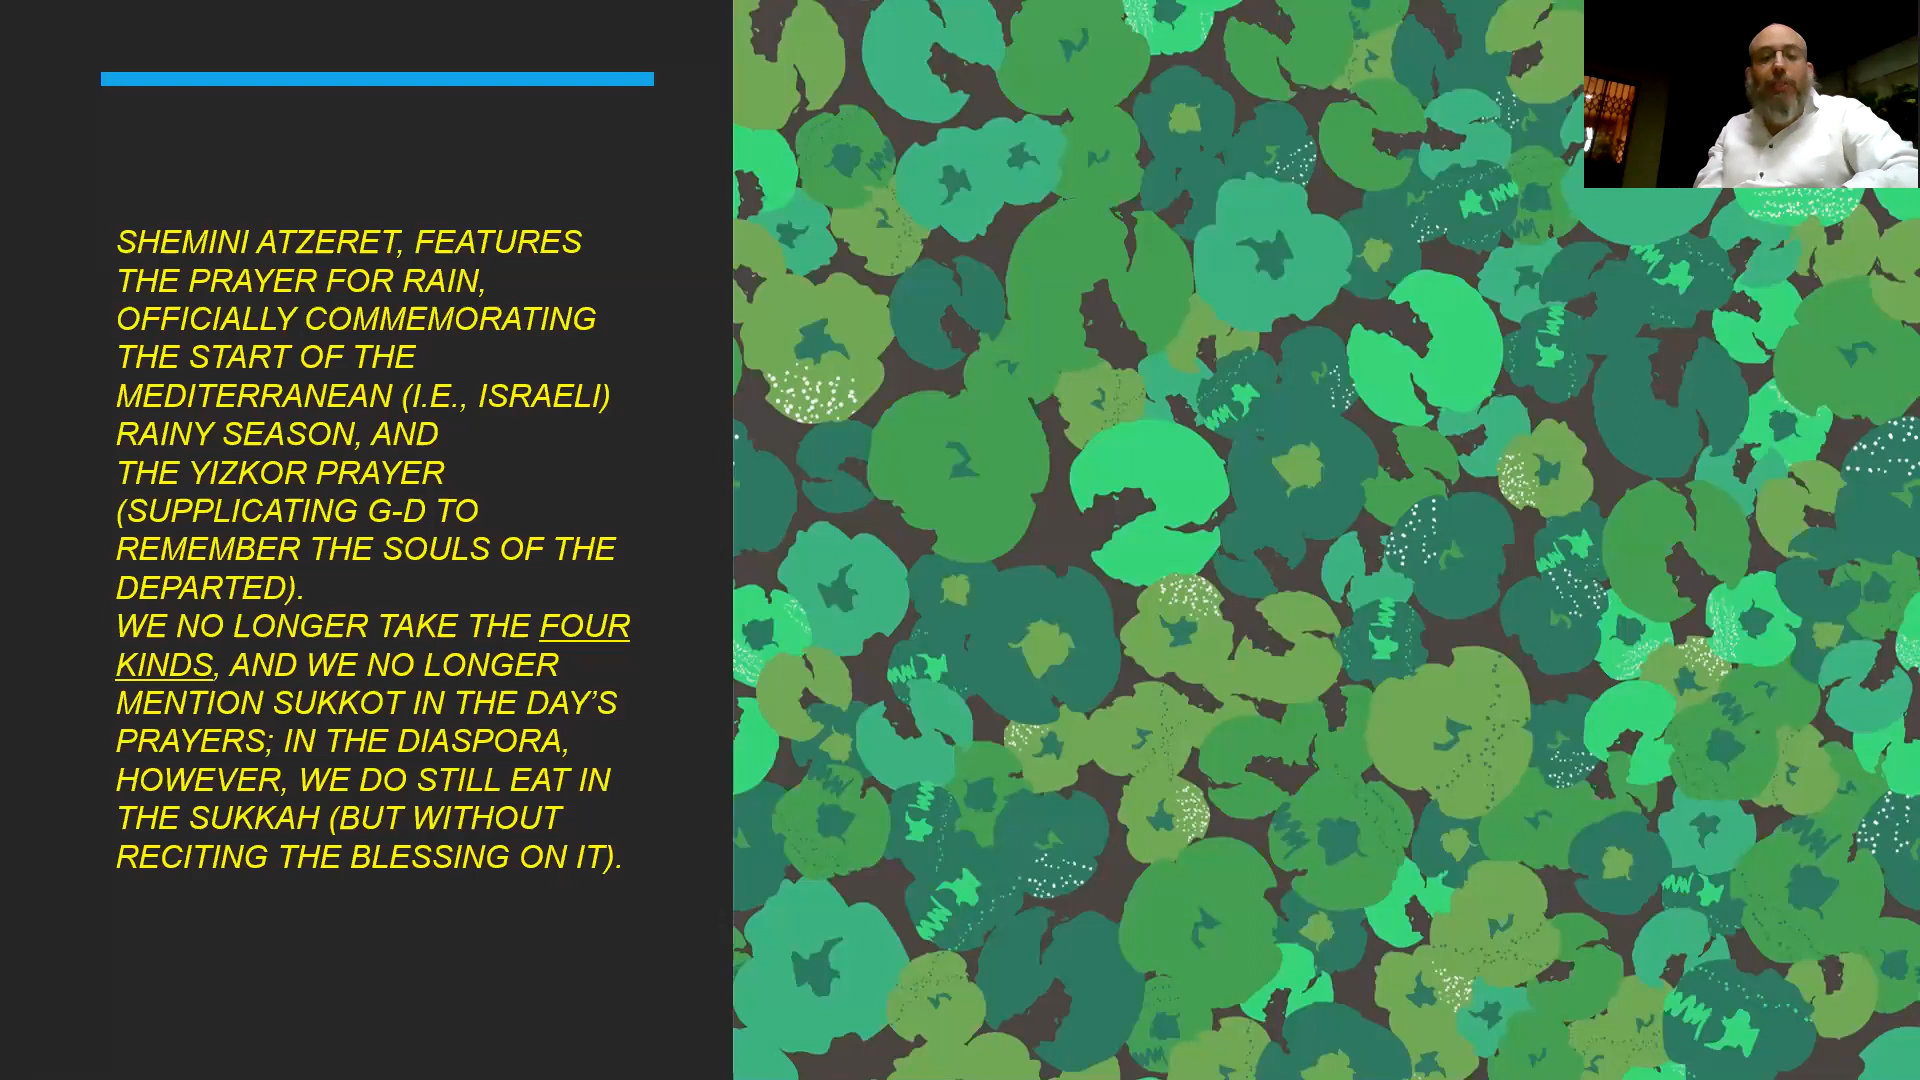 SHEMINI ATZERET, FEATURES
THE PRAYER FOR RAIN,
OFFICIALLY COMMEMORATING
THE START OF THE
MEDITERRANEAN (I.E., ISRAELI)
RAINY SEASON, AND
THE YIZKOR PRAYER
(SUPPLICATING G-D TO
REMEMBER THE SOULS OF THE
DEPARTED).
WE NO LONGER TAKE THE FOUR
KINDS, AND WE NO LONGER
MENTION SUKKOT IN THE DAY’S
PRAYERS; IN THE DIASPORA,
HOWEVER, WE DO STILL EAT IN
THE SUKKAH (BUT WITHOUT
RECITING THE BLESSING ON IT).